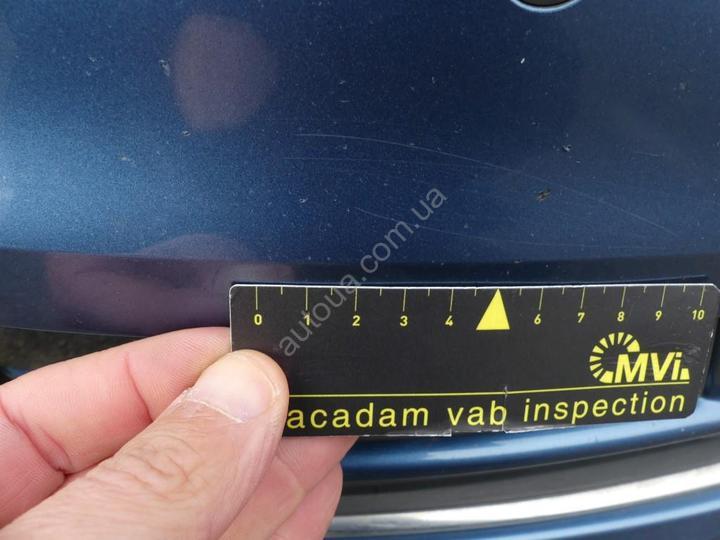 autoua.com.ua
0 1 2 3 4 6 7 8 9 10
MVi
acadam vab inspection